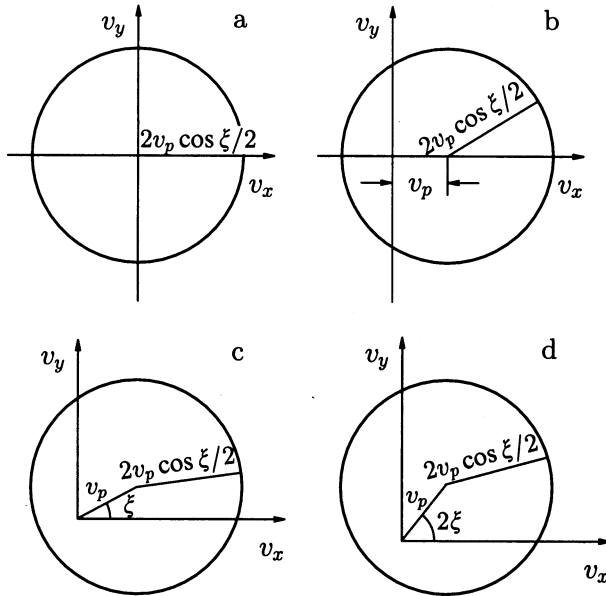 v_y a
2v_p cos ξ/2
v_x
v_y b
2v_p cos ξ/2
v_p v_x
v_y c
2v_p cos ξ/2
v_p ξ
v_x
v_y d
2v_p cos ξ/2
v_p 2ξ
v_x